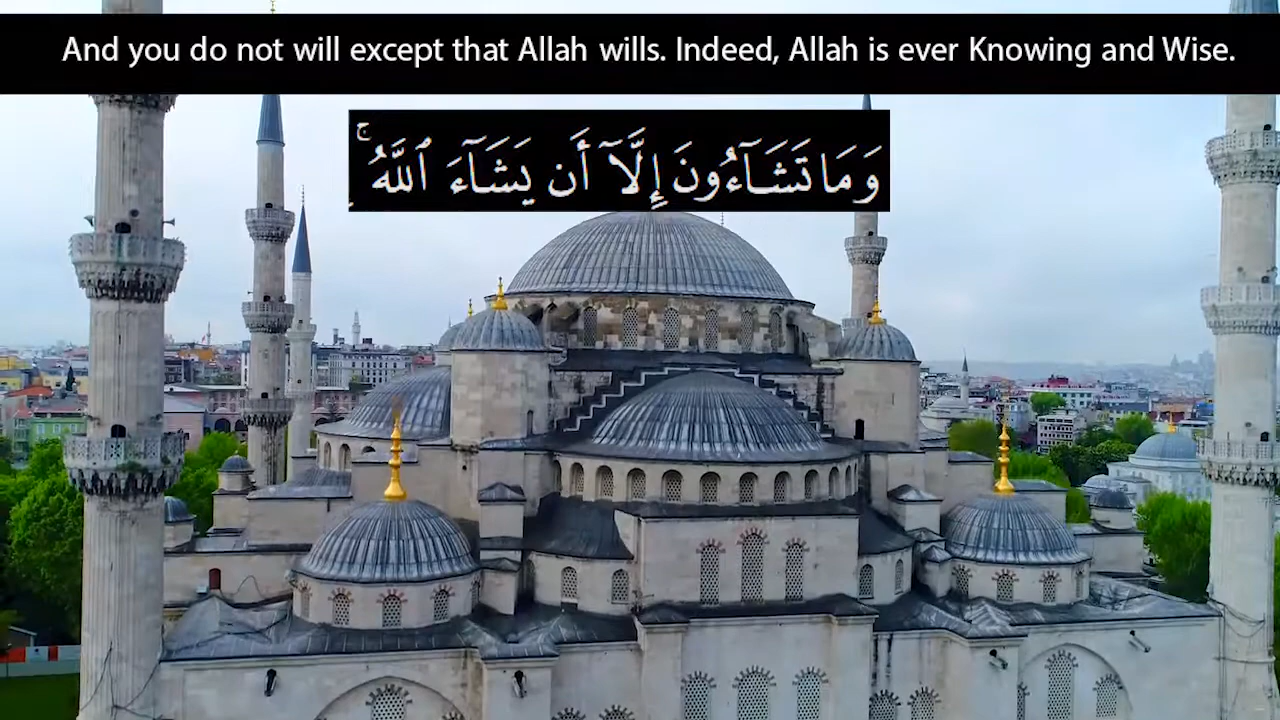 And you do not will except that Allah wills. Indeed, Allah is ever Knowing and Wise.
وَمَا تَشَآءُونَ إِلَّآ أَن يَشَآءَ ٱللَّهُ ۚ